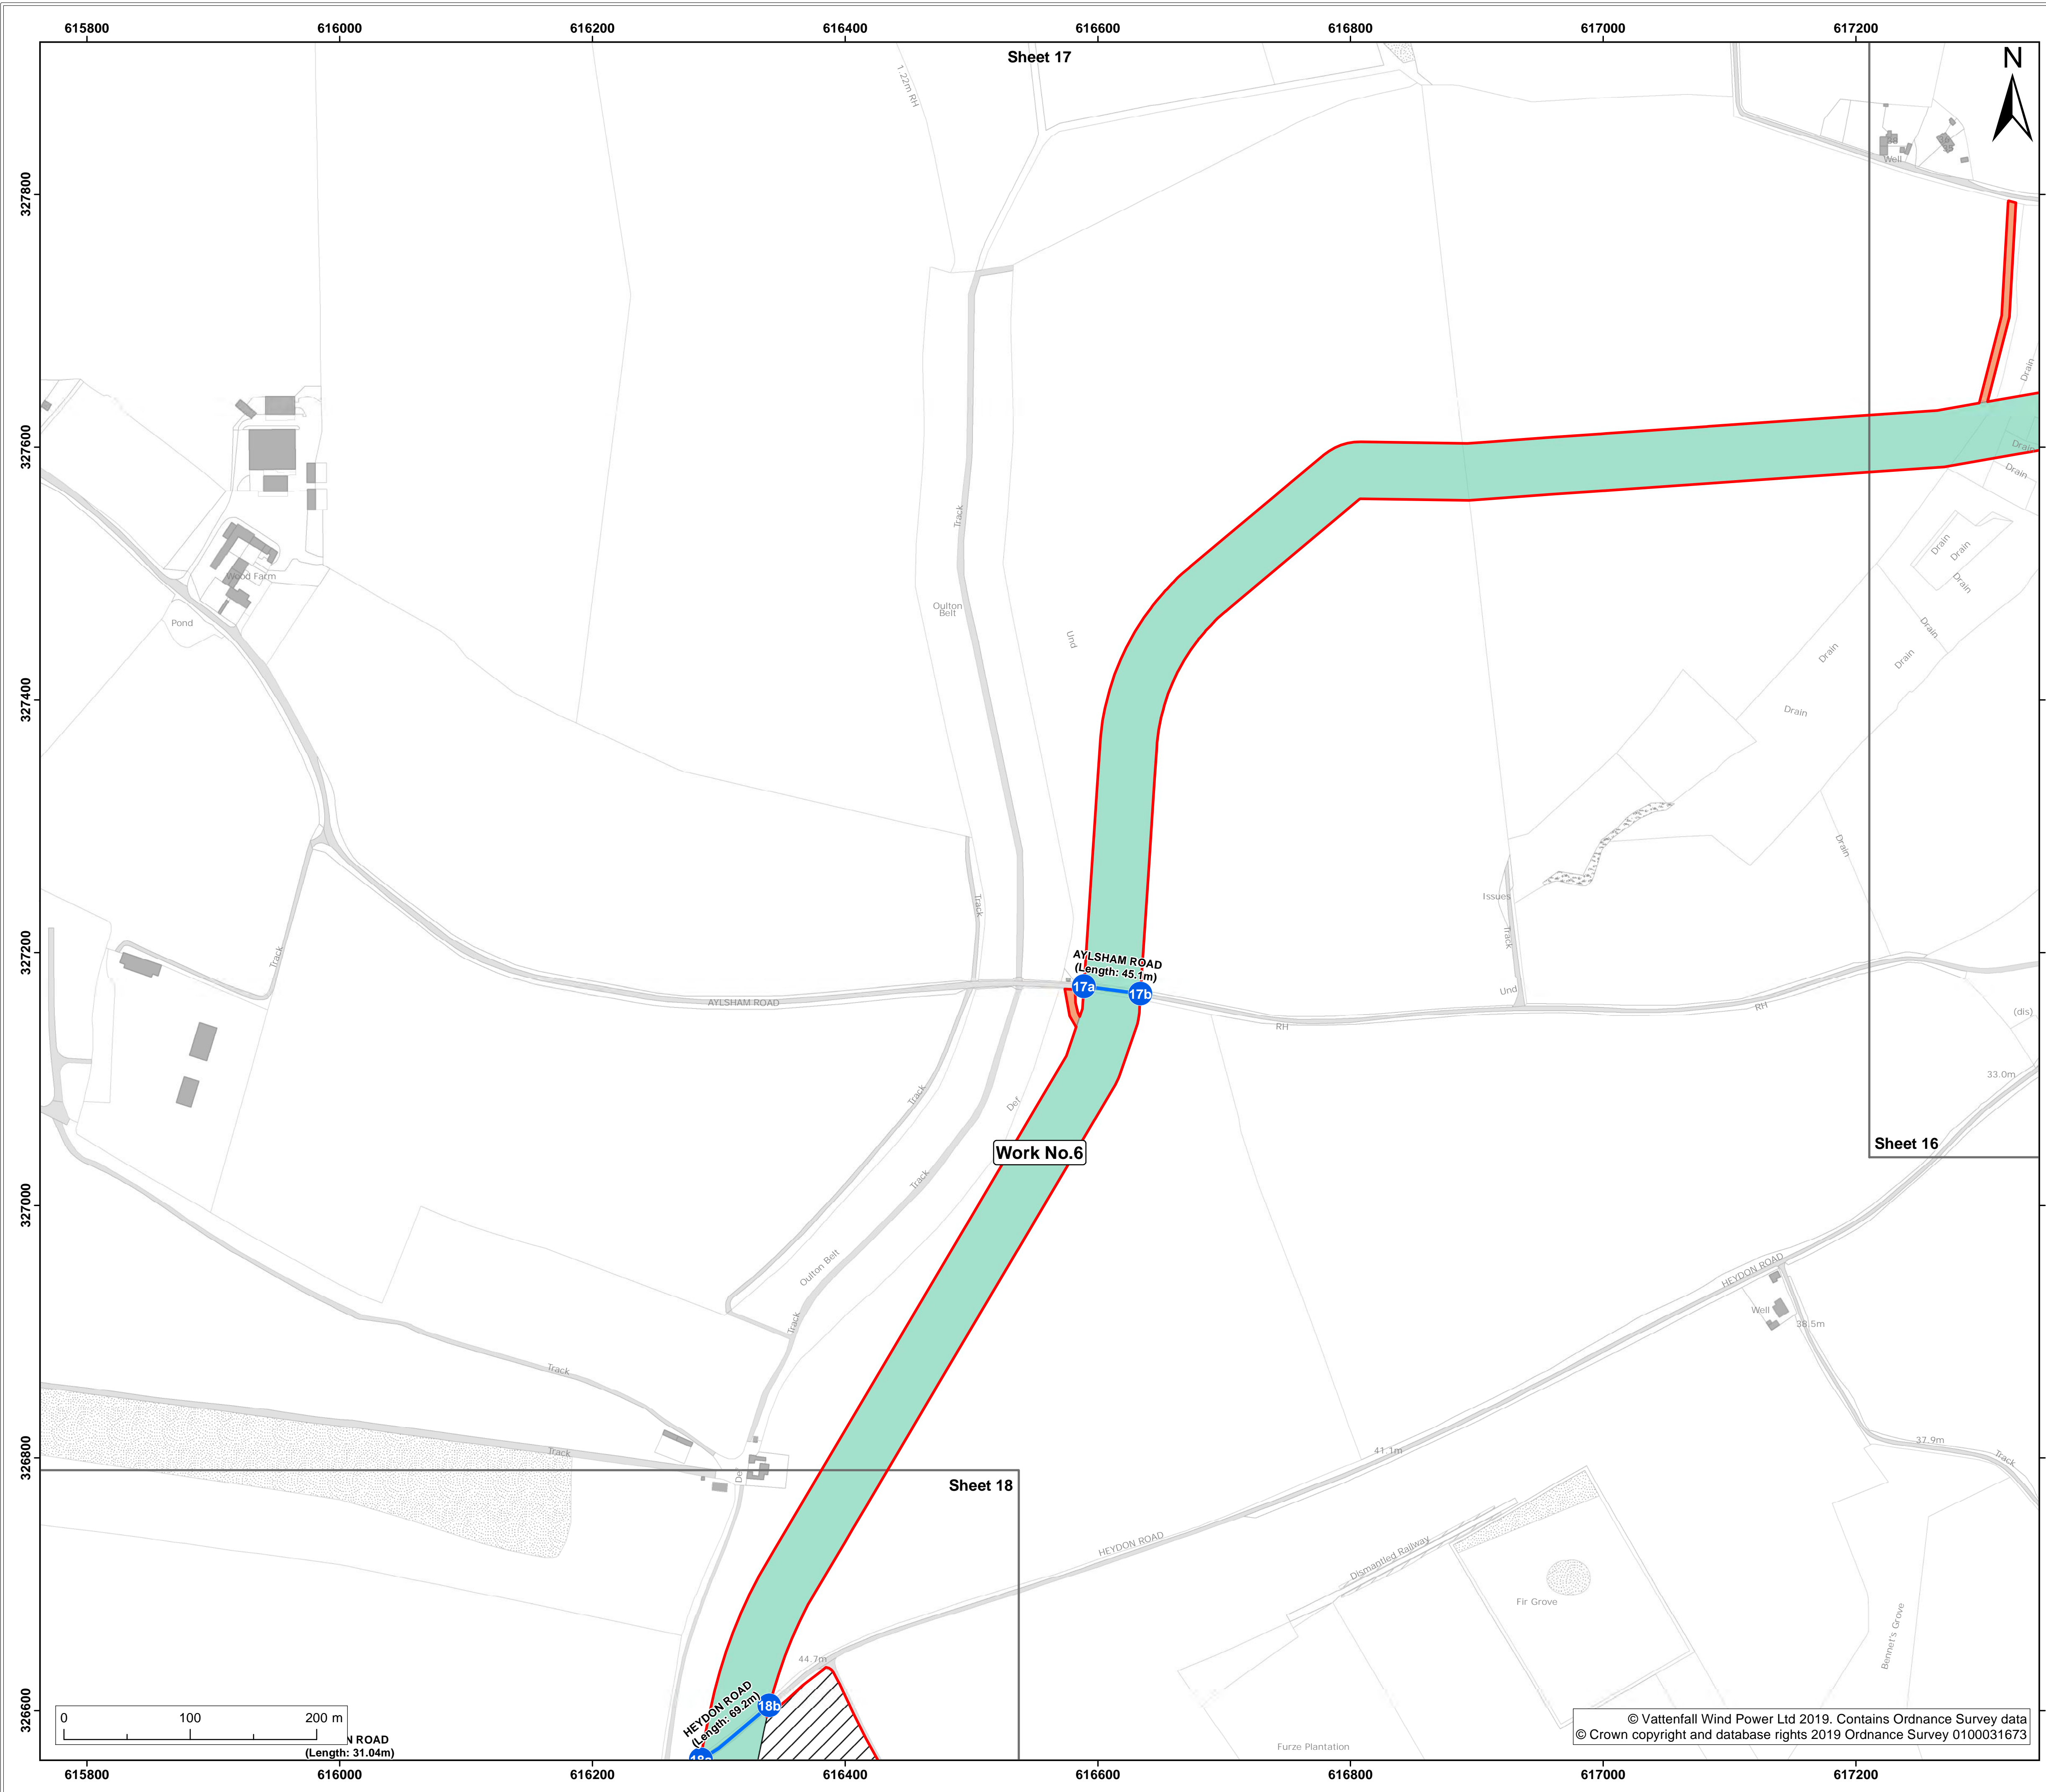 615800 616000 616200 616400 616600 616800 617000 617200
Sheet 17
N
1.22m RH
327800
Well
Drain
327600
Drain
Drain
Track
Drain
Drain
Drain
Wood Farm
Oulton
Belt
Pond
Und
Drain
Drain
Drain
327400
Drain
Drain
Issues
Track
Track
Track
327200
AYLSHAM ROAD
(Length: 45.1m)
17a
17b
Und
AYLSHAM ROAD
RH
RH
(dis)
33.0m
Track
Def
Sheet 16
Work No.6
Track
327000
Oulton Belt
HEYDON ROAD
Well
38.5m
Track
Track
326800
41.1m
37.9m
Track
Track
Sheet 18
HEYDON ROAD
Dismantled Railway
Fir Grove
Bennet's Grove
44.7m
HEYDON ROAD
(Length: 69.2m)
18b
326600
0 100 200 m
N ROAD
(Length: 31.04m)
Furze Plantation
© Vattenfall Wind Power Ltd 2019. Contains Ordnance Survey data
© Crown copyright and database rights 2019 Ordnance Survey 0100031673
615800 616000 616200 616400 616600 616800 617000 617200